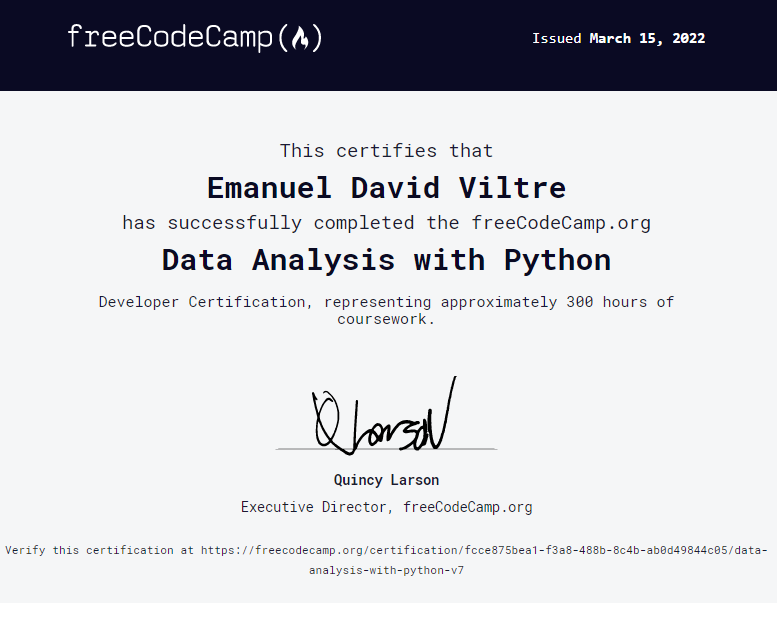 freeCodeCamp
Issued March 15, 2022
This certifies that
Emanuel David Viltre
has successfully completed the freeCodeCamp.org
Data Analysis with Python
Developer Certification, representing approximately 300 hours of
coursework.
Q Larson
Quincy Larson
Executive Director, freeCodeCamp.org
Verify this certification at https://freecodecamp.org/certification/fcce875bea1-f3a8-488b-8c4b-ab0d49844c05/data-
analysis-with-python-v7